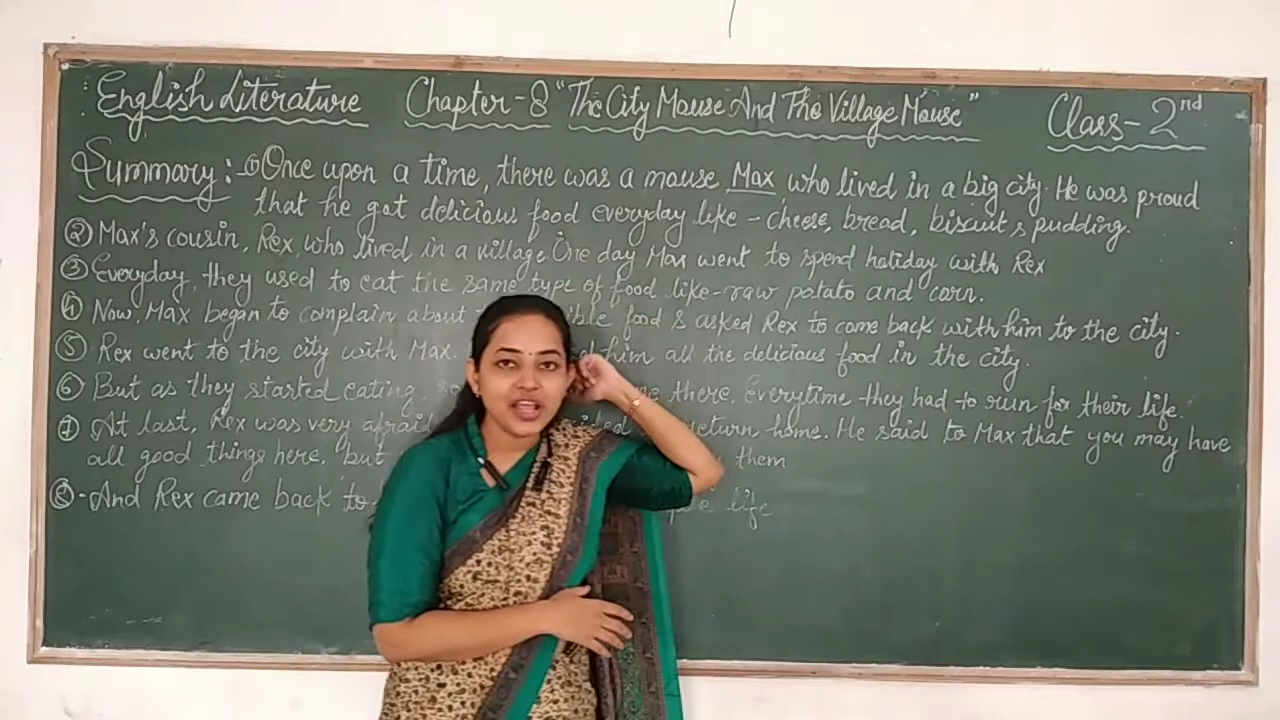 English Literature Chapter-8 "The City Mouse And The Village Mouse" Class-2nd
Summary:-① Once upon a time, there was a mouse Max, who lived in a big city. He was proud
that he got delicious food everyday like - cheese, bread, biscuit & pudding.
② Max's cousin, Rex, who lived in a village. One day Max went to spend holiday with Rex
③ Everyday, they used to eat the same type of food like-raw potato and corn.
④ Now, Max began to complain about food & asked Rex to come back with him to the city.
⑤ Rex went to the city with Max. him all the delicious food in the city.
⑥ But as they started eating, there. Everytime they had to run for their life.
⑦ At last, Rex was very afraid return home. He said to Max that you may have
all good things here. but them
⑧ - And Rex came back to life